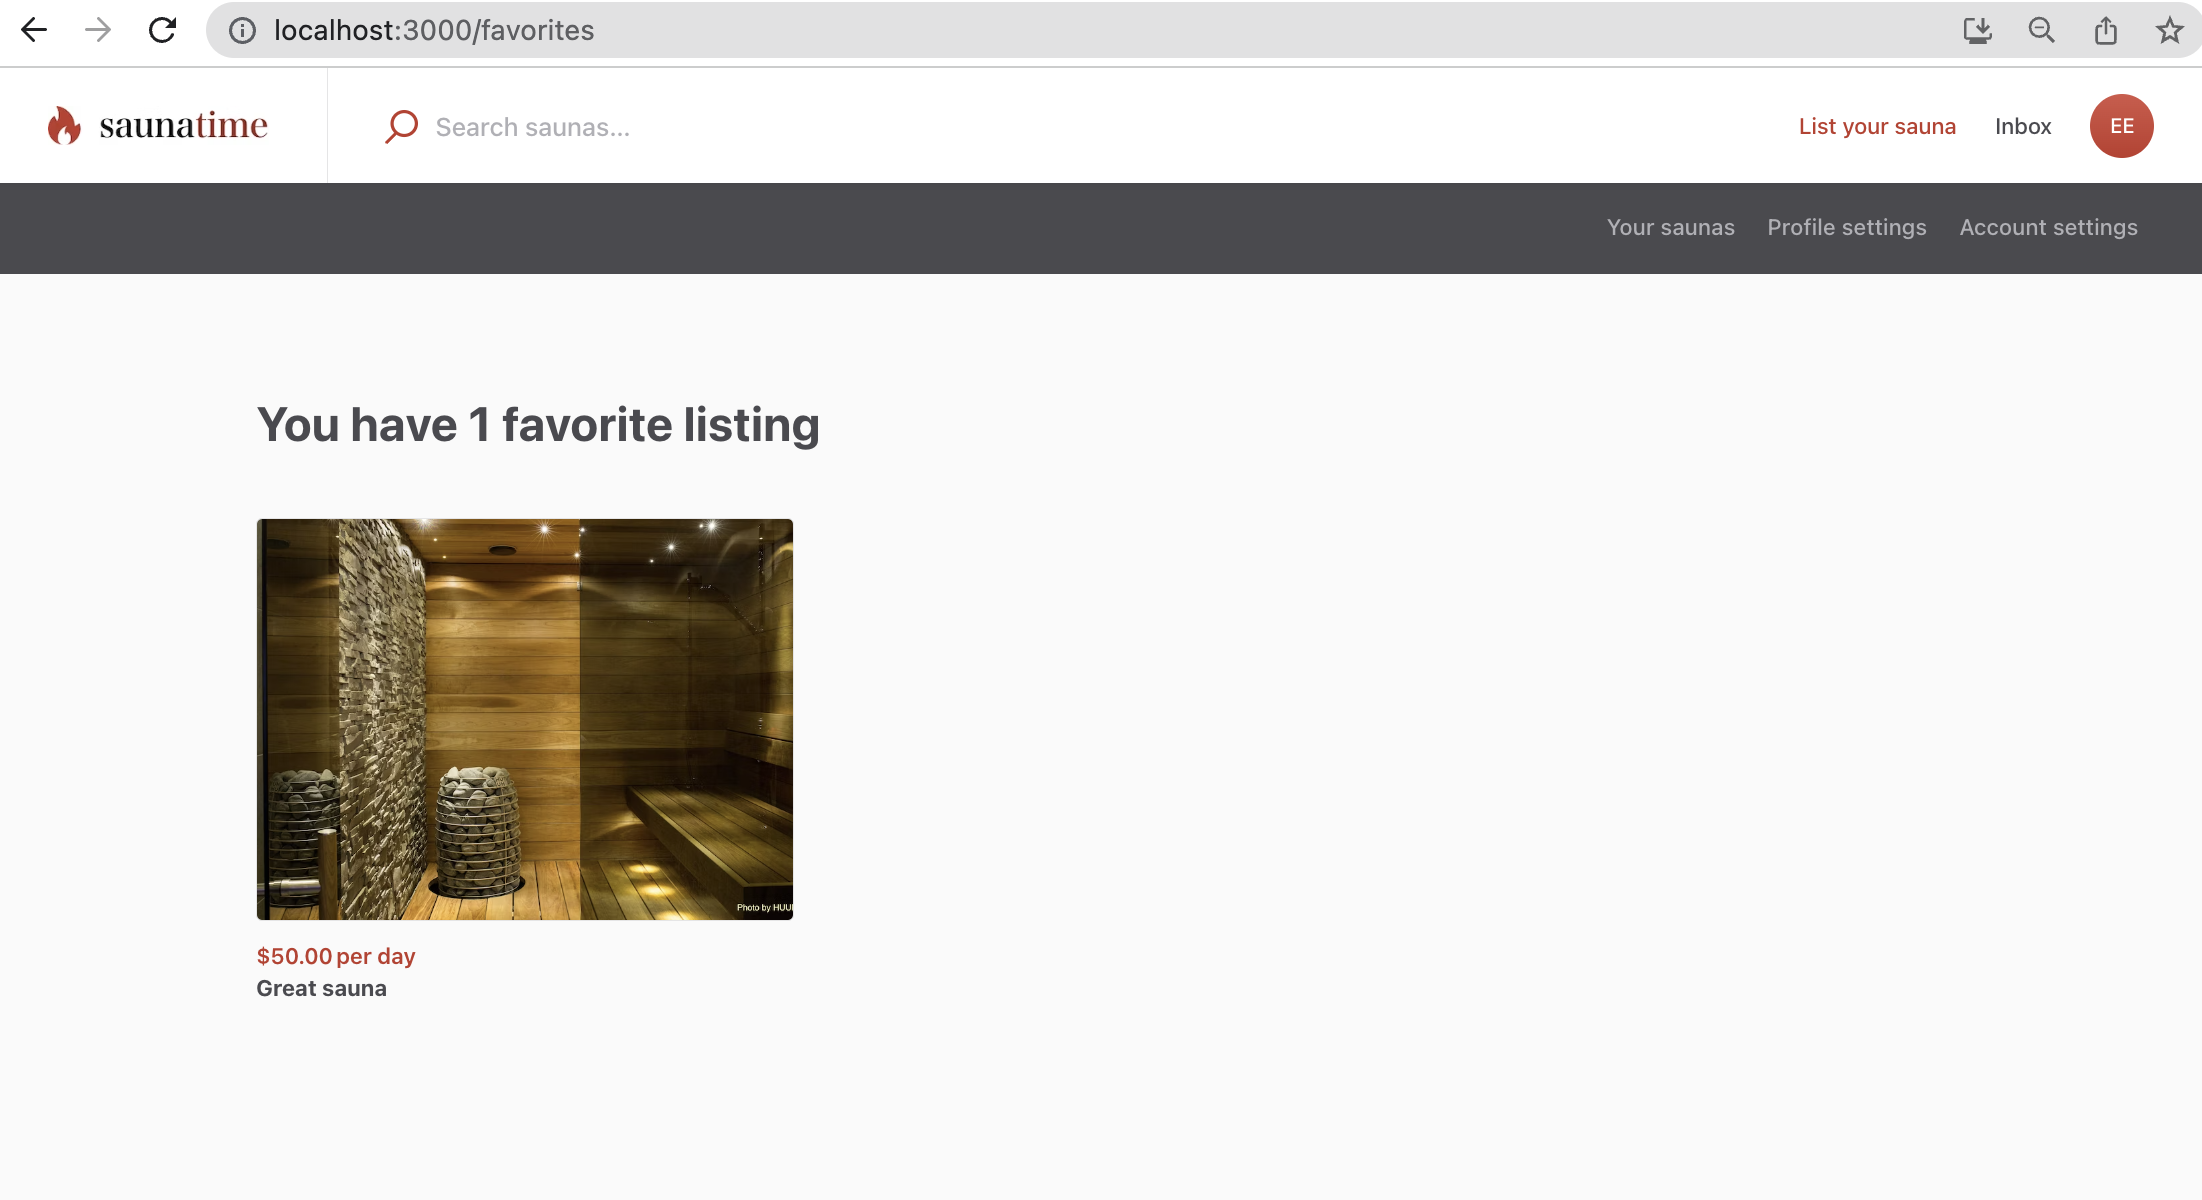 localhost:3000/favorites
saunatime
Search saunas...
List your sauna
Inbox
EE
Your saunas
Profile settings
Account settings
You have 1 favorite listing
Photo by HUU
$50.00 per day
Great sauna